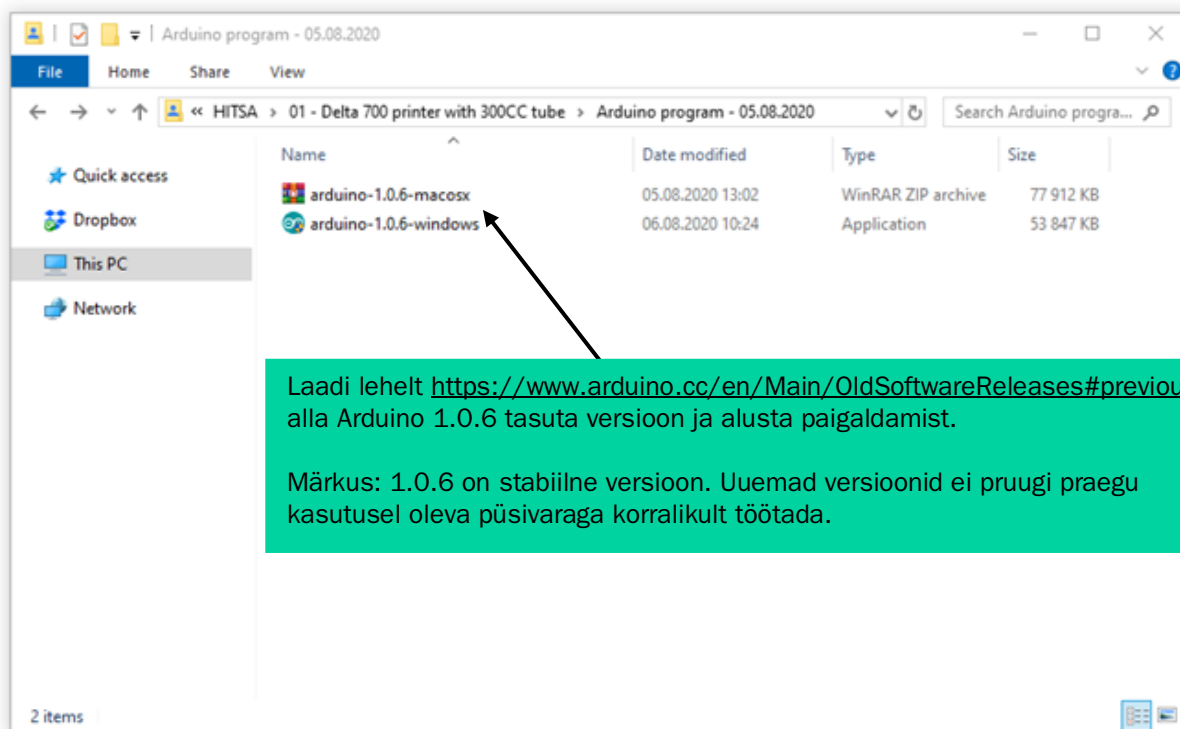 Arduino program - 05.08.2020
File Home Share View
« HITSA › 01 - Delta 700 printer with 300CC tube › Arduino program - 05.08.2020 Search Arduino progra...
Name Date modified Type Size
Quick access
arduino-1.0.6-macosx 05.08.2020 13:02 WinRAR ZIP archive 77 912 KB
Dropbox
arduino-1.0.6-windows 06.08.2020 10:24 Application 53 847 KB
This PC
Network
Laadi lehelt https://www.arduino.cc/en/Main/OldSoftwareReleases#previou
alla Arduino 1.0.6 tasuta versioon ja alusta paigaldamist.
Märkus: 1.0.6 on stabiilne versioon. Uuemad versioonid ei pruugi praegu
kasutusel oleva püsivaraga korralikult töötada.
2 items